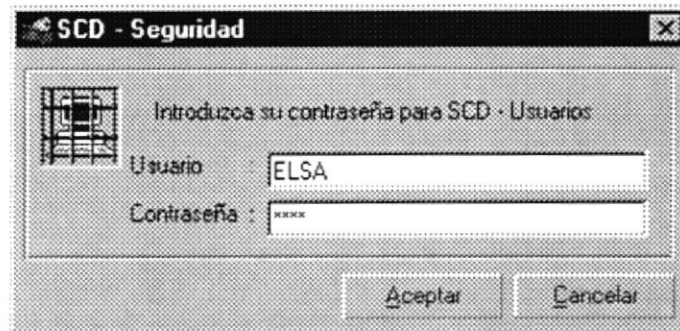 SCD - Seguridad
Introduzca su contraseña para SCD - Usuarios
Usuario : ELSA
Contraseña : ××××
Aceptar Cancelar